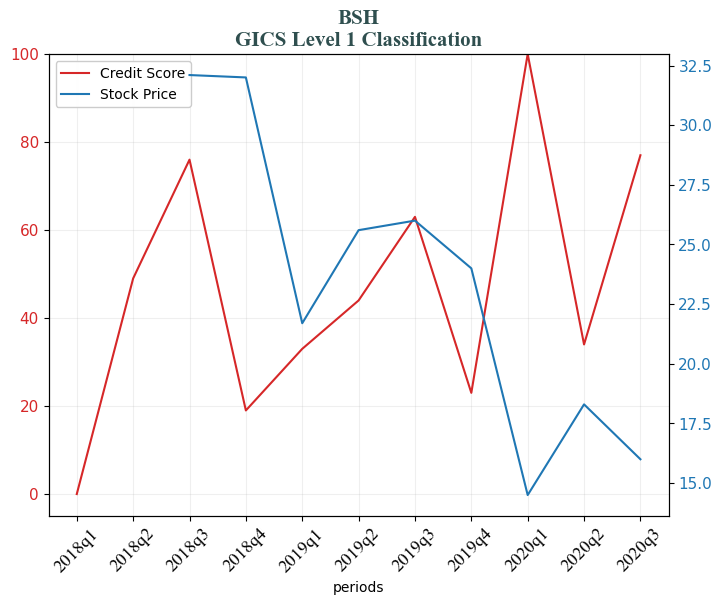 BSH
GICS Level 1 Classification
Credit Score
Stock Price
100
80
60
40
20
0
32.5
30.0
27.5
25.0
22.5
20.0
17.5
15.0
2018q1
2018q2
2018q3
2018q4
2019q1
2019q2
2019q3
2019q4
2020q1
2020q2
2020q3
periods